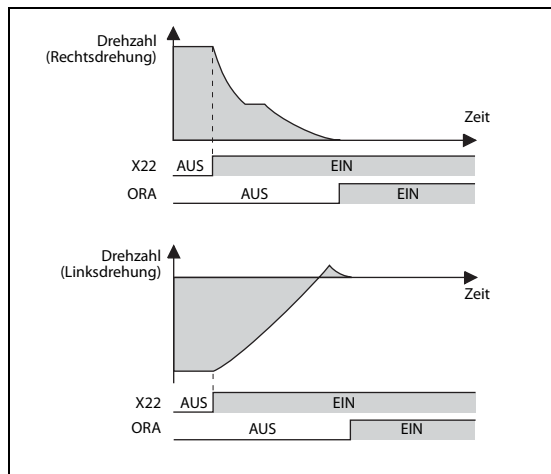 Drehzahl
(Rechtsdrehung)
Zeit
X22 AUS EIN
ORA AUS EIN
Drehzahl
(Linksdrehung)
Zeit
X22 AUS EIN
ORA AUS EIN